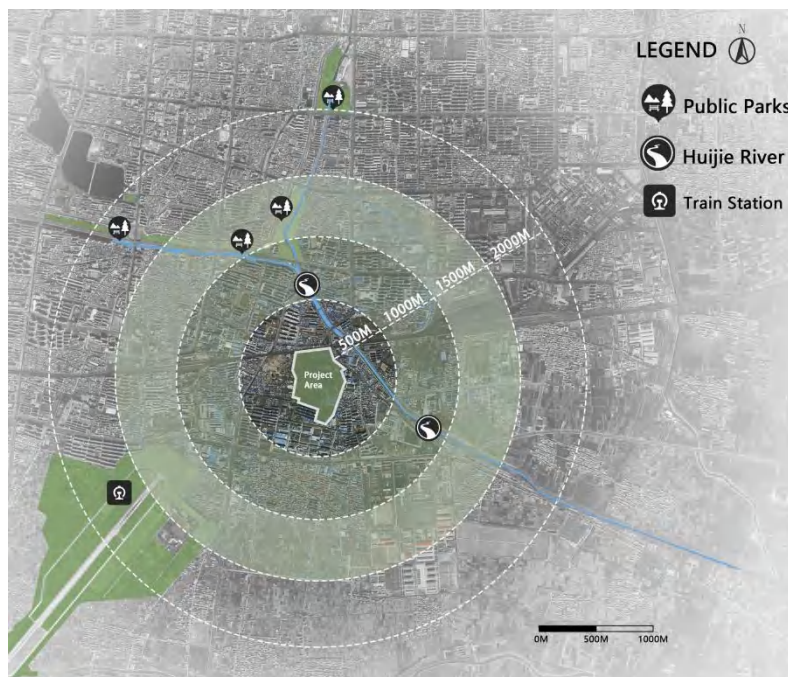 N
LEGEND
Public Parks
Huijie River
Train Station
2000M
1500M
1000M
500M
Project
Area
0M 500M 1000M